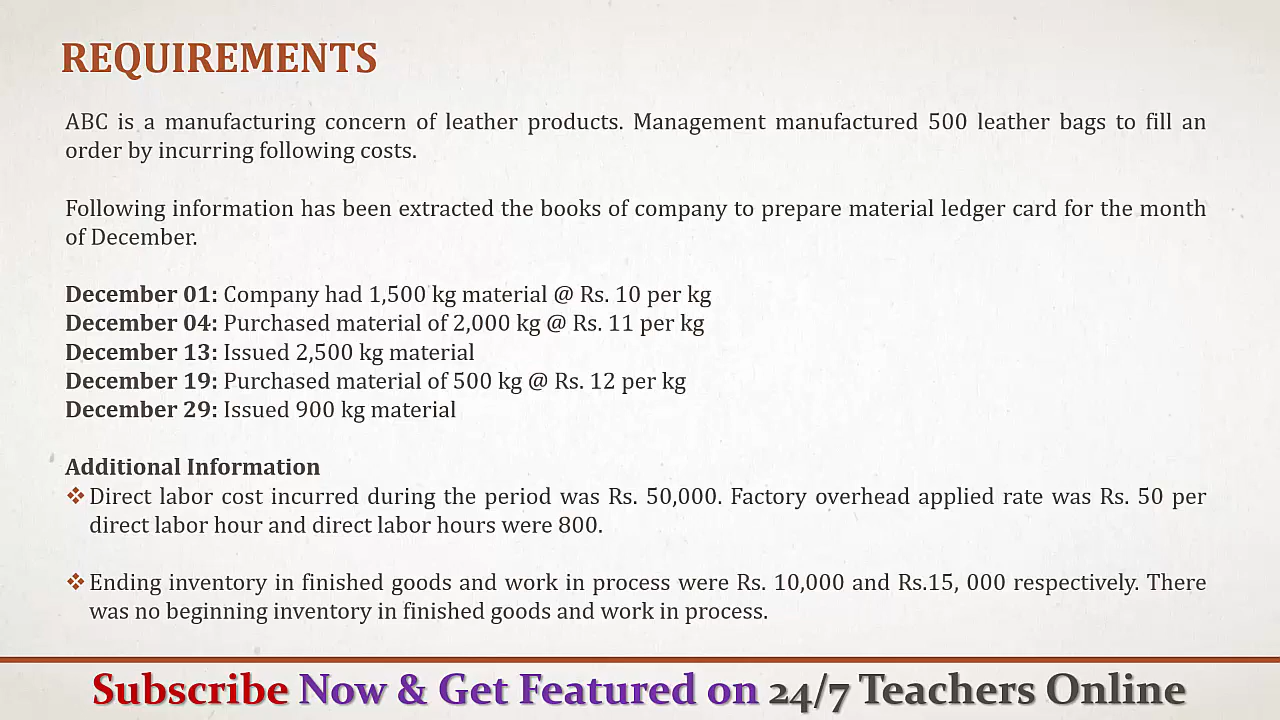 REQUIREMENTS
ABC is a manufacturing concern of leather products. Management manufactured 500 leather bags to fill an
order by incurring following costs.
Following information has been extracted the books of company to prepare material ledger card for the month
of December.
December 01: Company had 1,500 kg material @ Rs. 10 per kg
December 04: Purchased material of 2,000 kg @ Rs. 11 per kg
December 13: Issued 2,500 kg material
December 19: Purchased material of 500 kg @ Rs. 12 per kg
December 29: Issued 900 kg material
Additional Information
❖ Direct labor cost incurred during the period was Rs. 50,000. Factory overhead applied rate was Rs. 50 per
direct labor hour and direct labor hours were 800.
❖ Ending inventory in finished goods and work in process were Rs. 10,000 and Rs.15, 000 respectively. There
was no beginning inventory in finished goods and work in process.
Subscribe Now & Get Featured on 24/7 Teachers Online